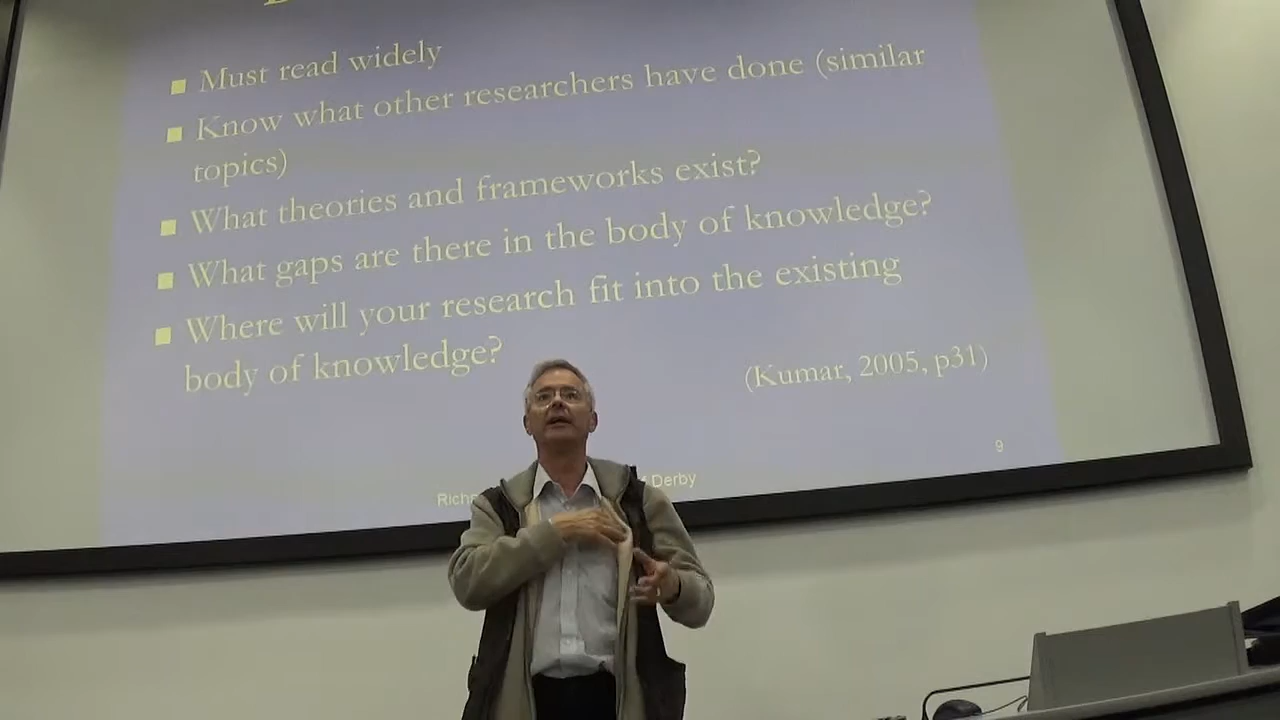 ■ Must read widely
■ Know what other researchers have done (similar
topics)
■ What theories and frameworks exist?
■ What gaps are there in the body of knowledge?
■ Where will your research fit into the existing
body of knowledge?
(Kumar, 2005, p31)
9
Derby